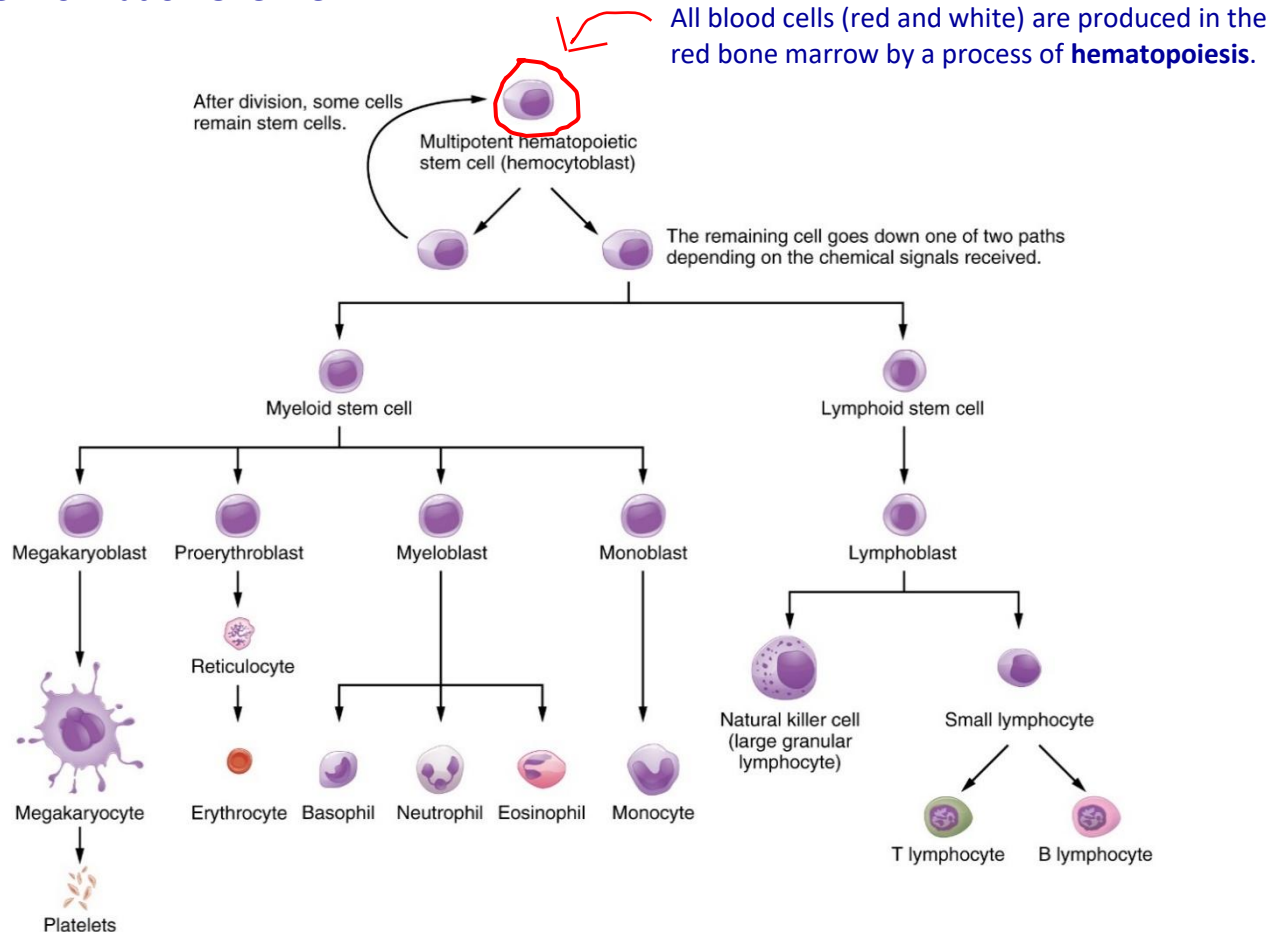 All blood cells (red and white) are produced in the
red bone marrow by a process of hematopoiesis.
After division, some cells
remain stem cells.
Multipotent hematopoietic
stem cell (hemocytoblast)
The remaining cell goes down one of two paths
depending on the chemical signals received.
Myeloid stem cell
Lymphoid stem cell
Megakaryoblast
Proerythroblast
Myeloblast
Monoblast
Lymphoblast
Reticulocyte
Natural killer cell
(large granular
lymphocyte)
Small lymphocyte
Megakaryocyte
Erythrocyte
Basophil
Neutrophil
Eosinophil
Monocyte
T lymphocyte
B lymphocyte
Platelets